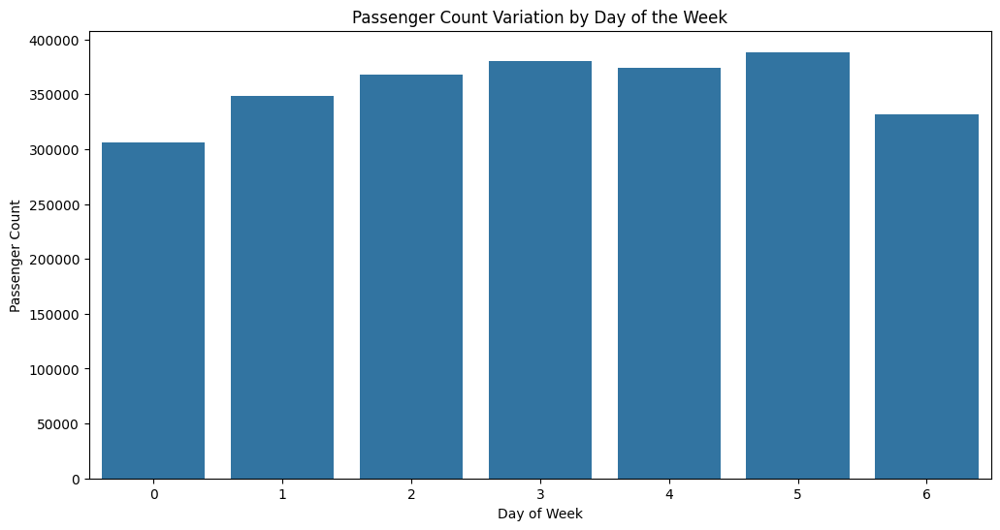 Passenger Count Variation by Day of the Week
400000
350000
300000
250000
200000
150000
100000
50000
0
Passenger Count
0 1 2 3 4 5 6
Day of Week